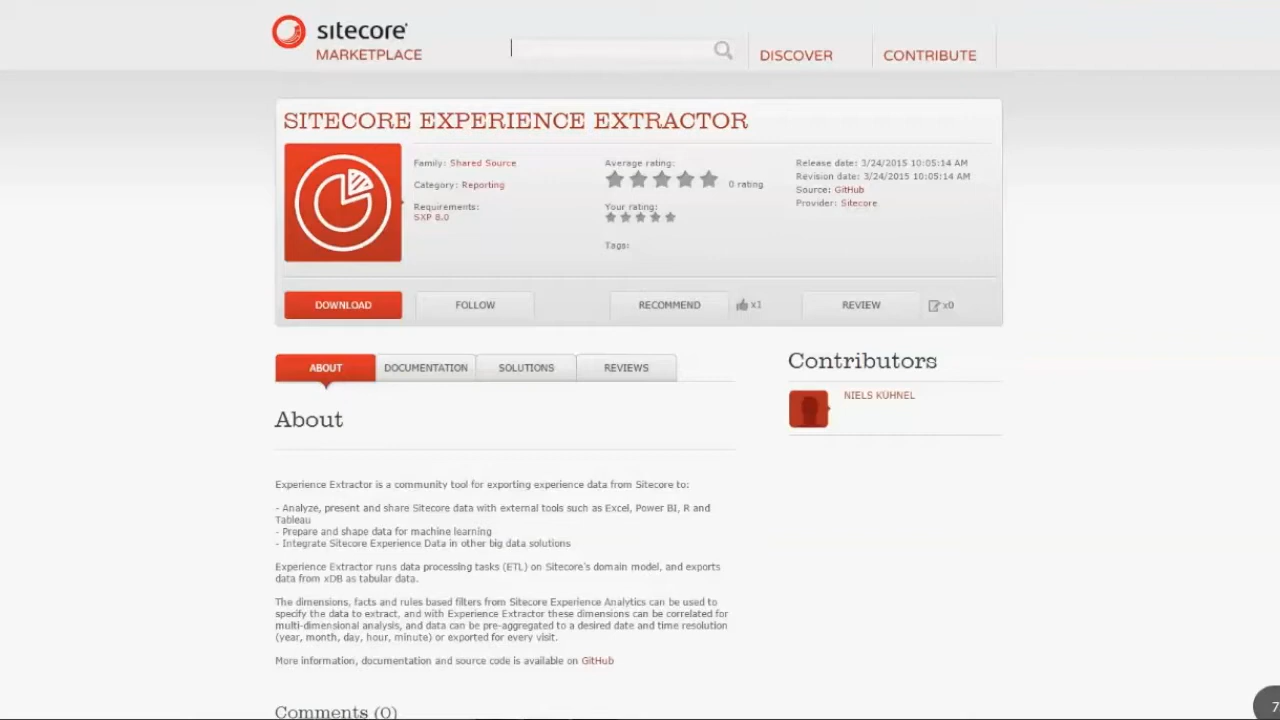 sitecore
MARKETPLACE
DISCOVER
CONTRIBUTE
SITECORE EXPERIENCE EXTRACTOR
Family: Shared Source
Category: Reporting
Requirements:
SXP 8.0
Average rating:
0 rating
Your rating:
Tags:
Release date: 3/24/2015 10:05:14 AM
Revision date: 3/24/2015 10:05:14 AM
Source: GitHub
Provider: Sitecore
DOWNLOAD
FOLLOW
RECOMMEND
x1
REVIEW
x0
ABOUT
DOCUMENTATION
SOLUTIONS
REVIEWS
Contributors
NIELS KÜHNEL
About
Experience Extractor is a community tool for exporting experience data from Sitecore to:
- Analyze, present and share Sitecore data with external tools such as Excel, Power BI, R and
Tableau
- Prepare and shape data for machine learning
- Integrate Sitecore Experience Data in other big data solutions
Experience Extractor runs data processing tasks (ETL) on Sitecore's domain model, and exports
data from xDB as tabular data.
The dimensions, facts and rules based filters from Sitecore Experience Analytics can be used to
specify the data to extract, and with Experience Extractor these dimensions can be correlated for
multi-dimensional analysis, and data can be pre-aggregated to a desired date and time resolution
(year, month, day, hour, minute) or exported for every visit.
More information, documentation and source code is available on GitHub
Comments (0)
7